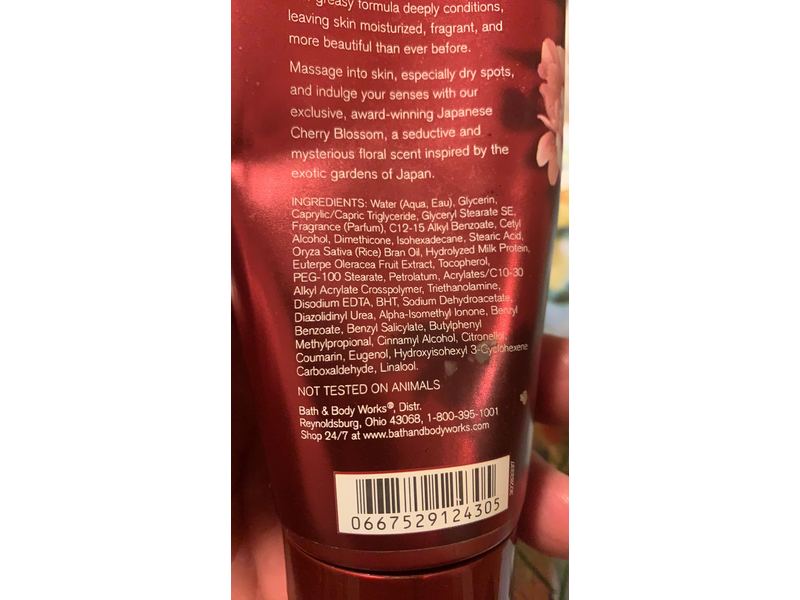 greasy formula deeply conditions,
leaving skin moisturized, fragrant, and
more beautiful than ever before.
Massage into skin, especially dry spots,
and indulge your senses with our
exclusive, award-winning Japanese
Cherry Blossom, a seductive and
mysterious floral scent inspired by the
exotic gardens of Japan.
INGREDIENTS: Water (Aqua, Eau), Glycerin,
Caprylic/Capric Triglyceride, Glyceryl Stearate SE,
Fragrance (Parfum), C12-15 Alkyl Benzoate, Cetyl
Alcohol, Dimethicone, Isohexadecane, Stearic Acid,
Oryza Sativa (Rice) Bran Oil, Hydrolyzed Milk Protein,
Euterpe Oleracea Fruit Extract, Tocopherol,
PEG-100 Stearate, Petrolatum, Acrylates/C10-30
Alkyl Acrylate Crosspolymer, Triethanolamine,
Disodium EDTA, BHT, Sodium Dehydroacetate,
Diazolidinyl Urea, Alpha-Isomethyl Ionone, Benzyl
Benzoate, Benzyl Salicylate, Butylphenyl
Methylpropional, Cinnamyl Alcohol, Citronellol,
Coumarin, Eugenol, Hydroxyisohexyl 3-Cyclohexene
Carboxaldehyde, Linalool.
NOT TESTED ON ANIMALS
Bath & Body Works®, Distr.
Reynoldsburg, Ohio 43068, 1-800-395-1001
Shop 24/7 at www.bathandbodyworks.com
0667529124305